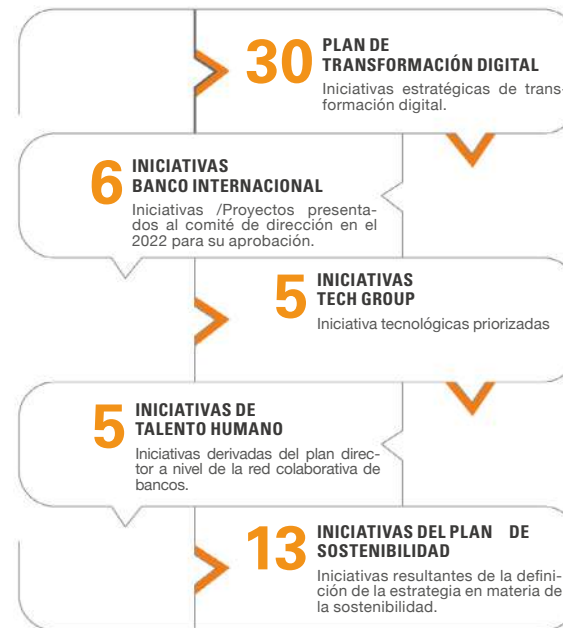 30 PLAN DE
TRANSFORMACIÓN DIGITAL
Iniciativas estratégicas de trans-
formación digital.
6 INICIATIVAS
BANCO INTERNACIONAL
Iniciativas /Proyectos presenta-
dos al comité de dirección en el
2022 para su aprobación.
5 INICIATIVAS
TECH GROUP
Iniciativa tecnológicas priorizadas
5 INICIATIVAS DE
TALENTO HUMANO
Iniciativas derivadas del plan direc-
tor a nivel de la red colaborativa de
bancos.
13 INICIATIVAS DEL PLAN DE
SOSTENIBILIDAD
Iniciativas resultantes de la defini-
ción de la estrategia en materia de
la sostenibilidad.